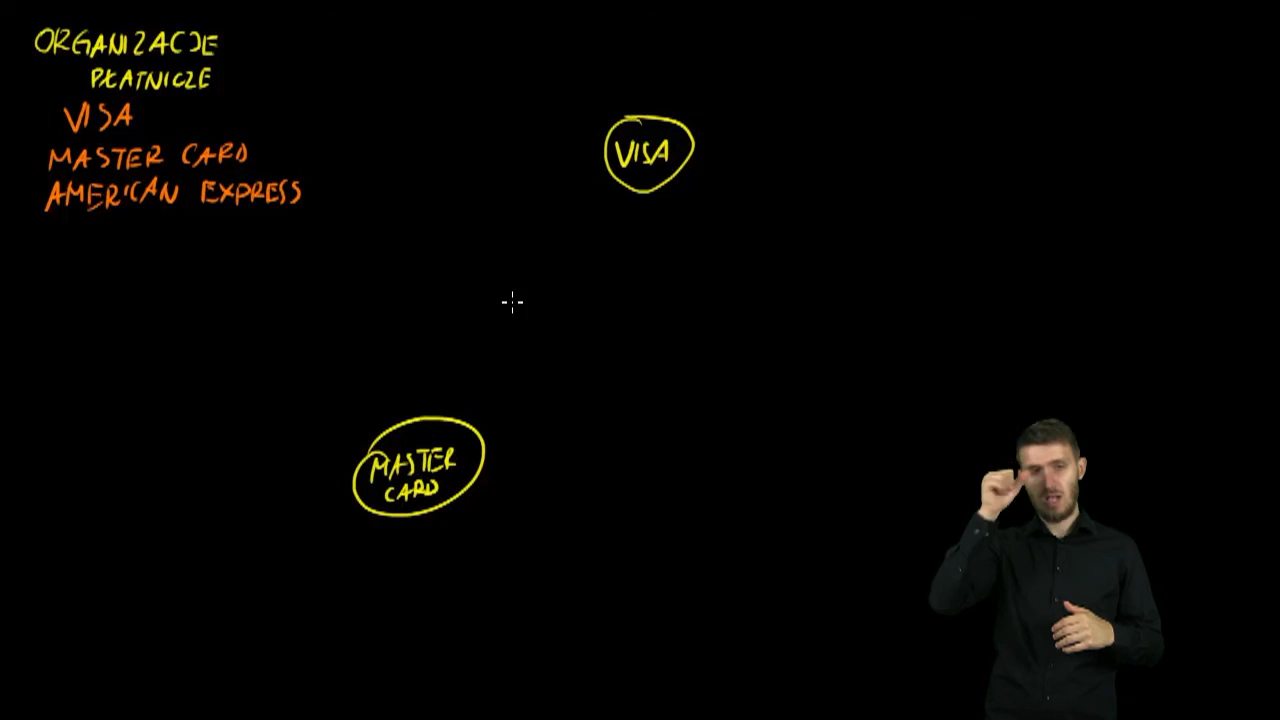 ORGANIZACJE
PŁATNICZE
VISA
MASTER CARD
AMERICAN EXPRESS
VISA
MASTER
CARD